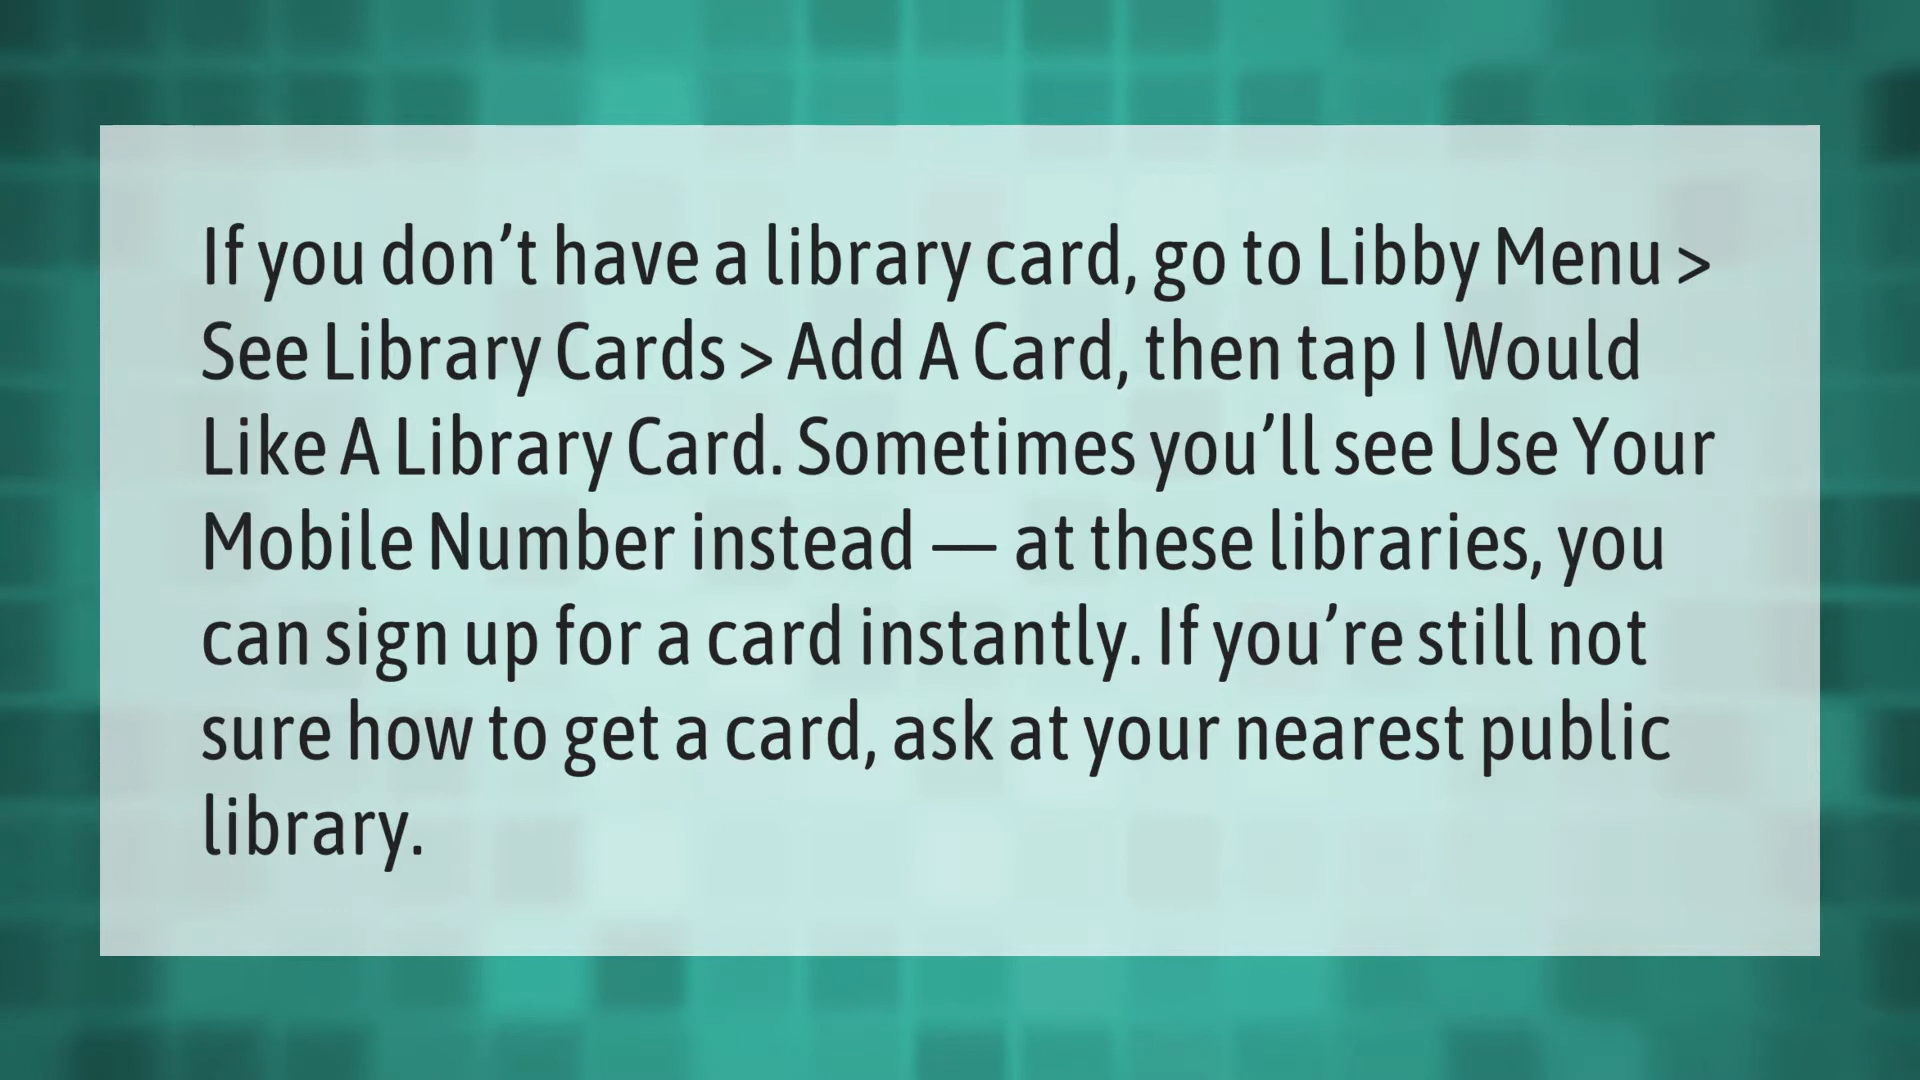 If you don’t have a library card, go to Libby Menu >
See Library Cards > Add A Card, then tap I Would
Like A Library Card. Sometimes you’ll see Use Your
Mobile Number instead — at these libraries, you
can sign up for a card instantly. If you’re still not
sure how to get a card, ask at your nearest public
library.